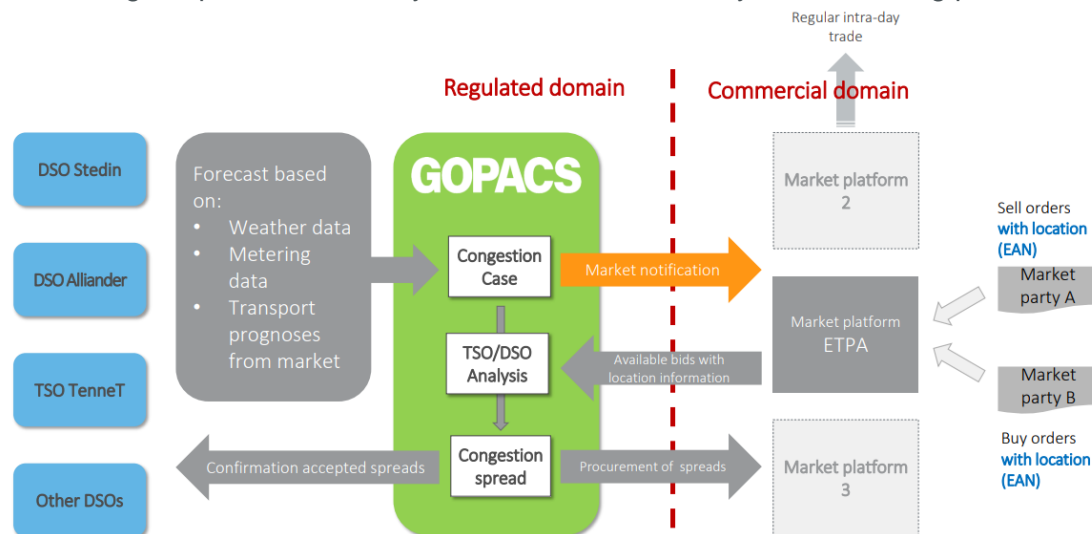 Regular intra-day
trade
Regulated domain
Commercial domain
DSO Stedin
DSO Alliander
TSO TenneT
Other DSOs
Forecast based
on:
• Weather data
• Metering
data
• Transport
prognoses
from market
GOPACS
Congestion
Case
TSO/DSO
Analysis
Congestion
spread
Market notification
Available bids with
location information
Confirmation accepted spreads
Procurement of spreads
Market platform
2
Market platform
ETPA
Market platform
3
Sell orders
with location
(EAN)
Market
party A
Market
party B
Buy orders
with location
(EAN)